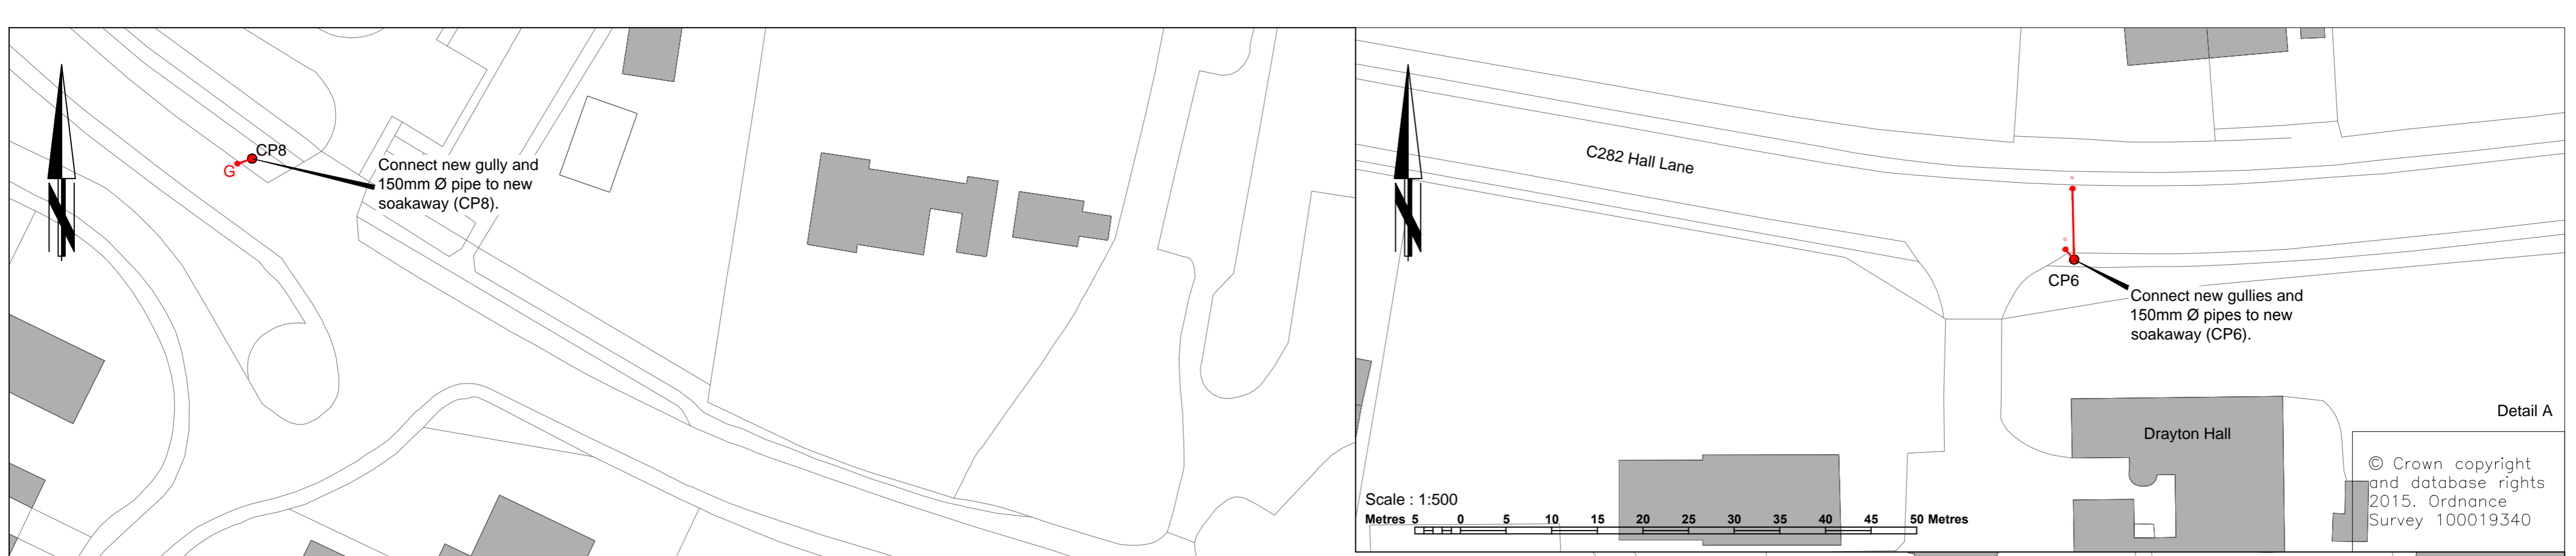 CP8
G
Connect new gully and
150mm Ø pipe to new
soakaway (CP8).
N
C282 Hall Lane
CP6
Connect new gullies and
150mm Ø pipes to new
soakaway (CP6).
N
Detail A
Drayton Hall
© Crown copyright
and database rights
2015. Ordnance
Survey 100019340
Scale : 1:500
Metres 5 0 5 10 15 20 25 30 35 40 45 50 Metres